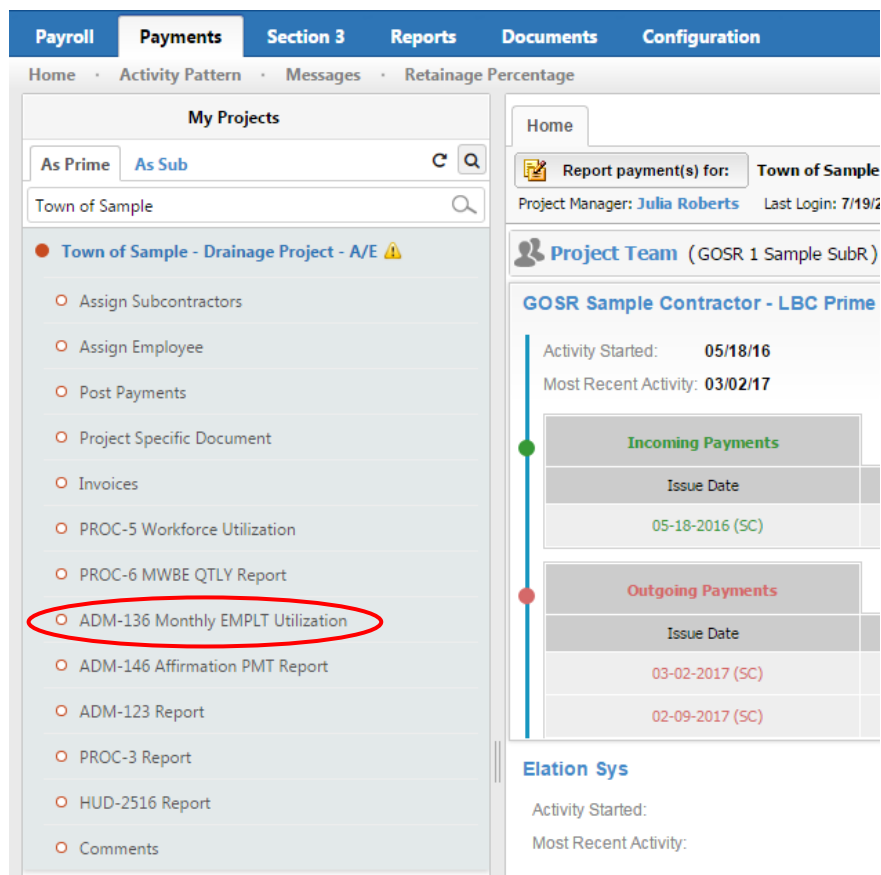 Payroll Payments Section 3 Reports Documents Configuration
Home · Activity Pattern · Messages · Retainage Percentage
My Projects
As Prime As Sub
Town of Sample
Town of Sample - Drainage Project - A/E
Assign Subcontractors
Assign Employee
Post Payments
Project Specific Document
Invoices
PROC-5 Workforce Utilization
PROC-6 MWBE QTLY Report
ADM-136 Monthly EMPLT Utilization
ADM-146 Affirmation PMT Report
ADM-123 Report
PROC-3 Report
HUD-2516 Report
Comments
Home
Report payment(s) for: Town of Sample
Project Manager: Julia Roberts Last Login: 7/19/2
Project Team (GOSR 1 Sample SubR)
GOSR Sample Contractor - LBC Prime
Activity Started: 05/18/16
Most Recent Activity: 03/02/17
Incoming Payments
Issue Date
05-18-2016 (SC)
Outgoing Payments
Issue Date
03-02-2017 (SC)
02-09-2017 (SC)
Elation Sys
Activity Started:
Most Recent Activity: